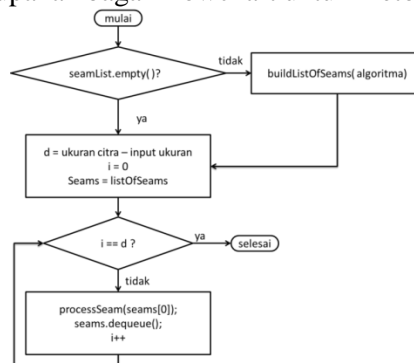 mulai
seamList.empty()?
tidak
buildListOfSeams( algoritma)
ya
d = ukuran citra – input ukuran
i = 0
Seams = listOfSeams
i == d ?
ya
selesai
tidak
processSeam(seams[0]);
seams.dequeue();
i++